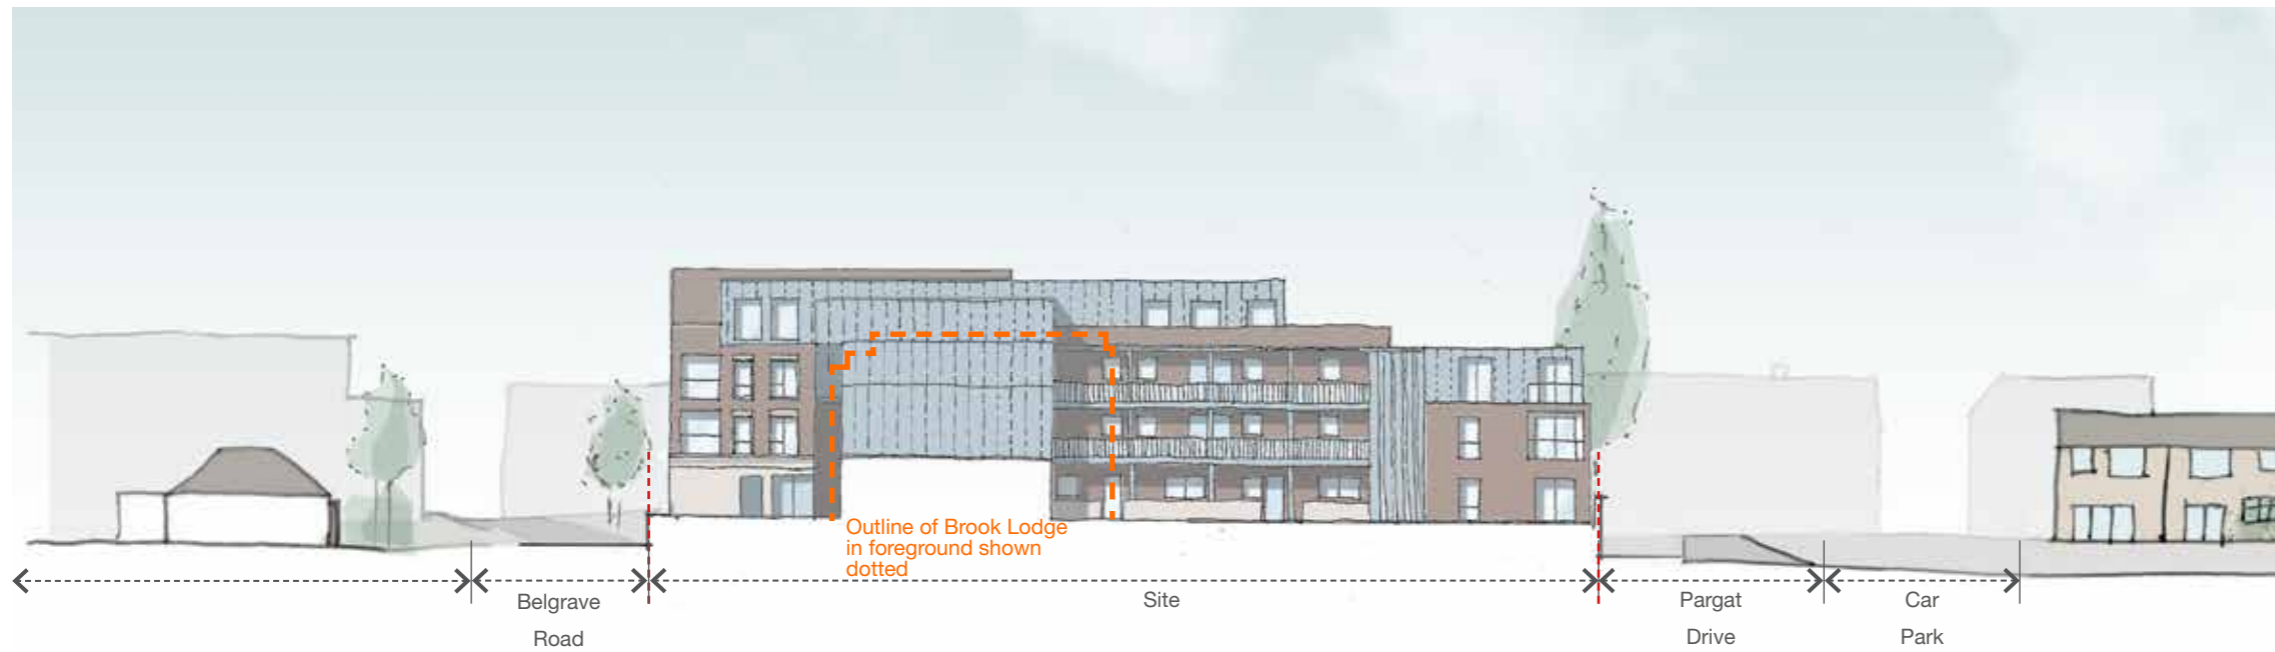 Outline of Brook Lodge
in foreground shown
dotted
Belgrave
Road
Site
Pargat
Drive
Car
Park